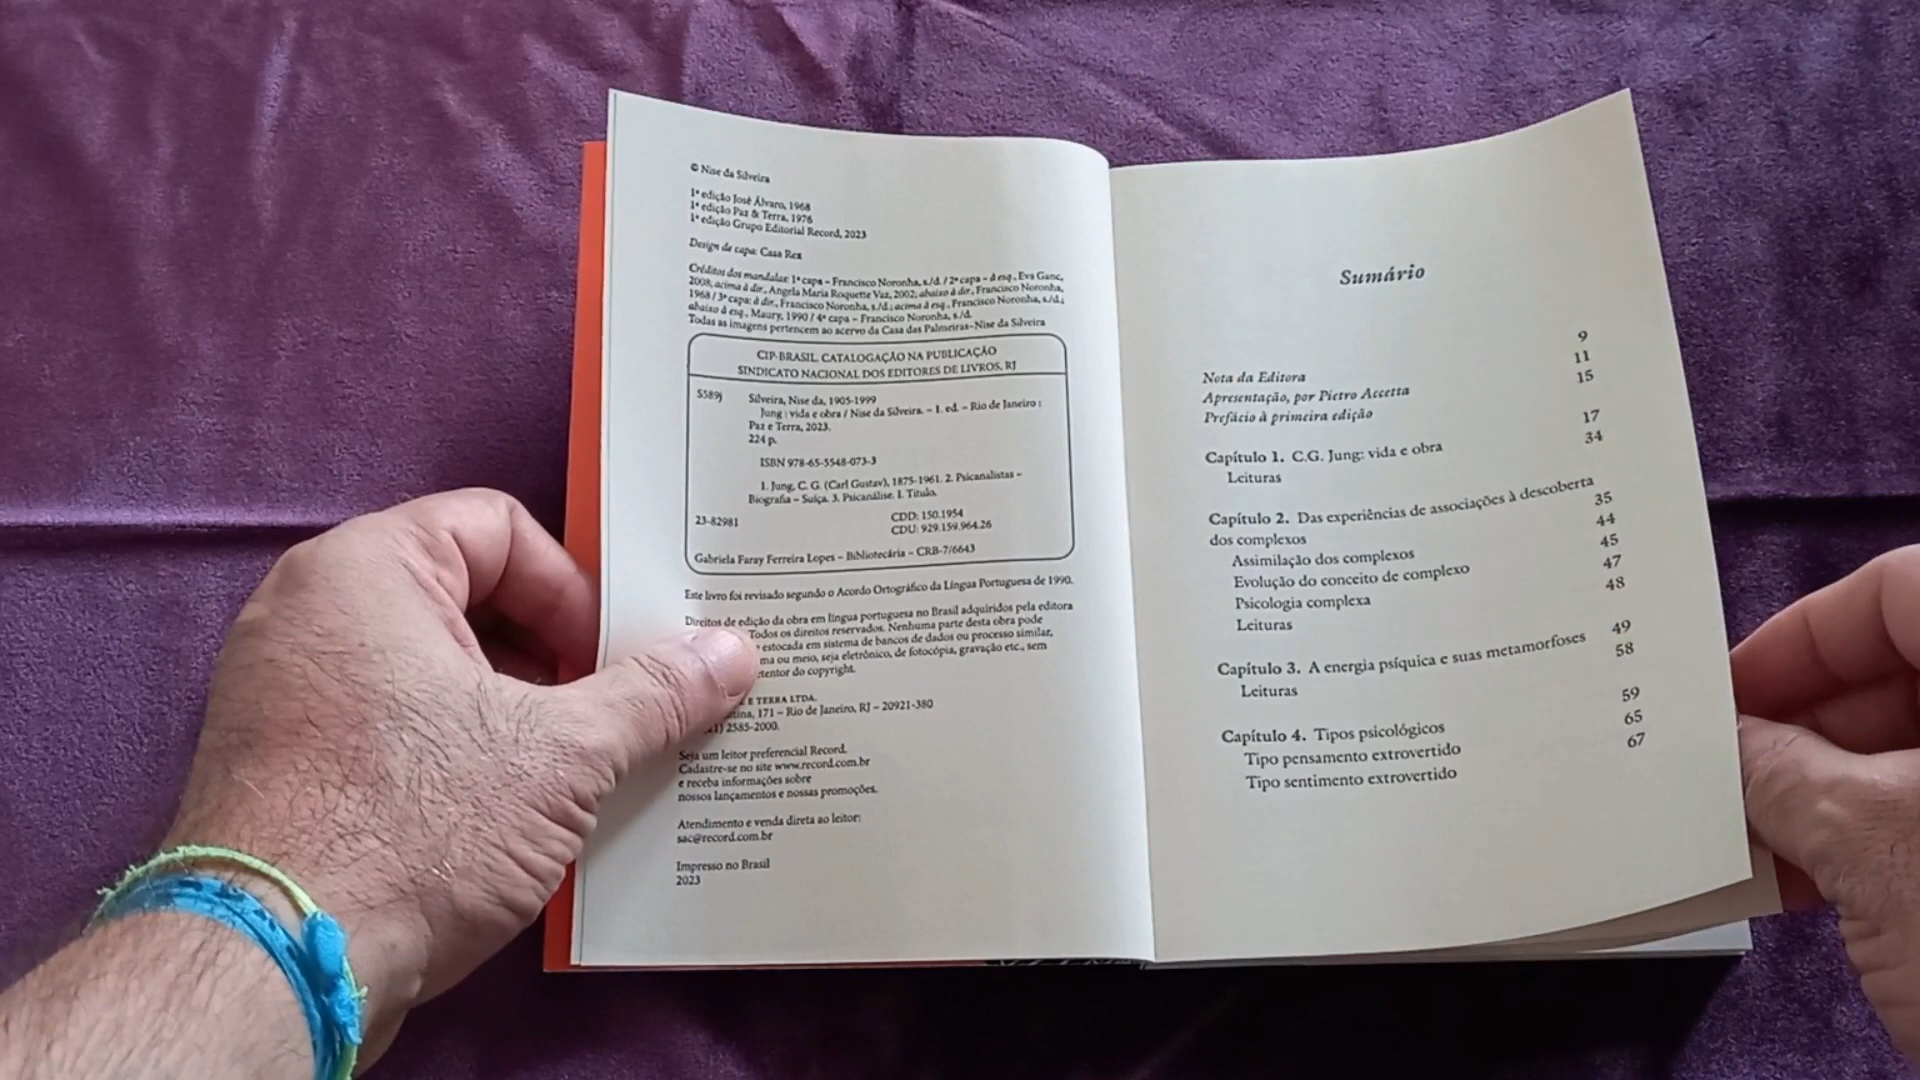 © Nise da Silveira
1ª edição José Álvaro, 1968
1ª edição Paz & Terra, 1976
1ª edição Grupo Editorial Record, 2023
Design de capa: Casa Rex
Créditos dos mandalas: 1ª capa – Francisco Noronha, s./d. / 2ª capa – à esq., Eva Ganc,
2008; acima à dir., Angela Maria Roquette Vaz, 2002; abaixo à dir., Francisco Noronha,
1968 / 3ª capa: à dir., Francisco Noronha, s./d.; acima à esq., Francisco Noronha, s./d.;
abaixo à esq., Maury, 1990 / 4ª capa – Francisco Noronha, s./d.
Todas as imagens pertencem ao acervo da Casa das Palmeiras–Nise da Silveira
CIP-BRASIL. CATALOGAÇÃO NA PUBLICAÇÃO
SINDICATO NACIONAL DOS EDITORES DE LIVROS, RJ
S589j Silveira, Nise da, 1905-1999
Jung : vida e obra / Nise da Silveira. – 1. ed. – Rio de Janeiro :
Paz e Terra, 2023.
224 p.
ISBN 978-65-5548-073-3
1. Jung, C. G. (Carl Gustav), 1875-1961. 2. Psicanalistas –
Biografia – Suíça. 3. Psicanálise. I. Título.
23-82981 CDD: 150.1954
CDU: 929.159.964.26
Gabriela Faray Ferreira Lopes – Bibliotecária – CRB-7/6643
Este livro foi revisado segundo o Acordo Ortográfico da Língua Portuguesa de 1990.
Direitos de edição da obra em língua portuguesa no Brasil adquiridos pela editora
Todos os direitos reservados. Nenhuma parte desta obra pode
estocada em sistema de bancos de dados ou processo similar,
ma ou meio, seja eletrônico, de fotocópia, gravação etc., sem
tentor do copyright.
E TERRA LTDA.
tina, 171 – Rio de Janeiro, RJ – 20921-380
21) 2585-2000.
Seja um leitor preferencial Record.
Cadastre-se no site www.record.com.br
e receba informações sobre
nossos lançamentos e nossas promoções.
Atendimento e venda direta ao leitor:
sac@record.com.br
Impresso no Brasil
2023
Sumário
Nota da Editora 9
Apresentação, por Pietro Accetta 11
Prefácio à primeira edição 15
Capítulo 1. C.G. Jung: vida e obra 17
Leituras 34
Capítulo 2. Das experiências de associações à descoberta
dos complexos 35
Assimilação dos complexos 44
Evolução do conceito de complexo 45
Psicologia complexa 47
Leituras 48
Capítulo 3. A energia psíquica e suas metamorfoses 49
Leituras 58
Capítulo 4. Tipos psicológicos 59
Tipo pensamento extrovertido 65
Tipo sentimento extrovertido 67